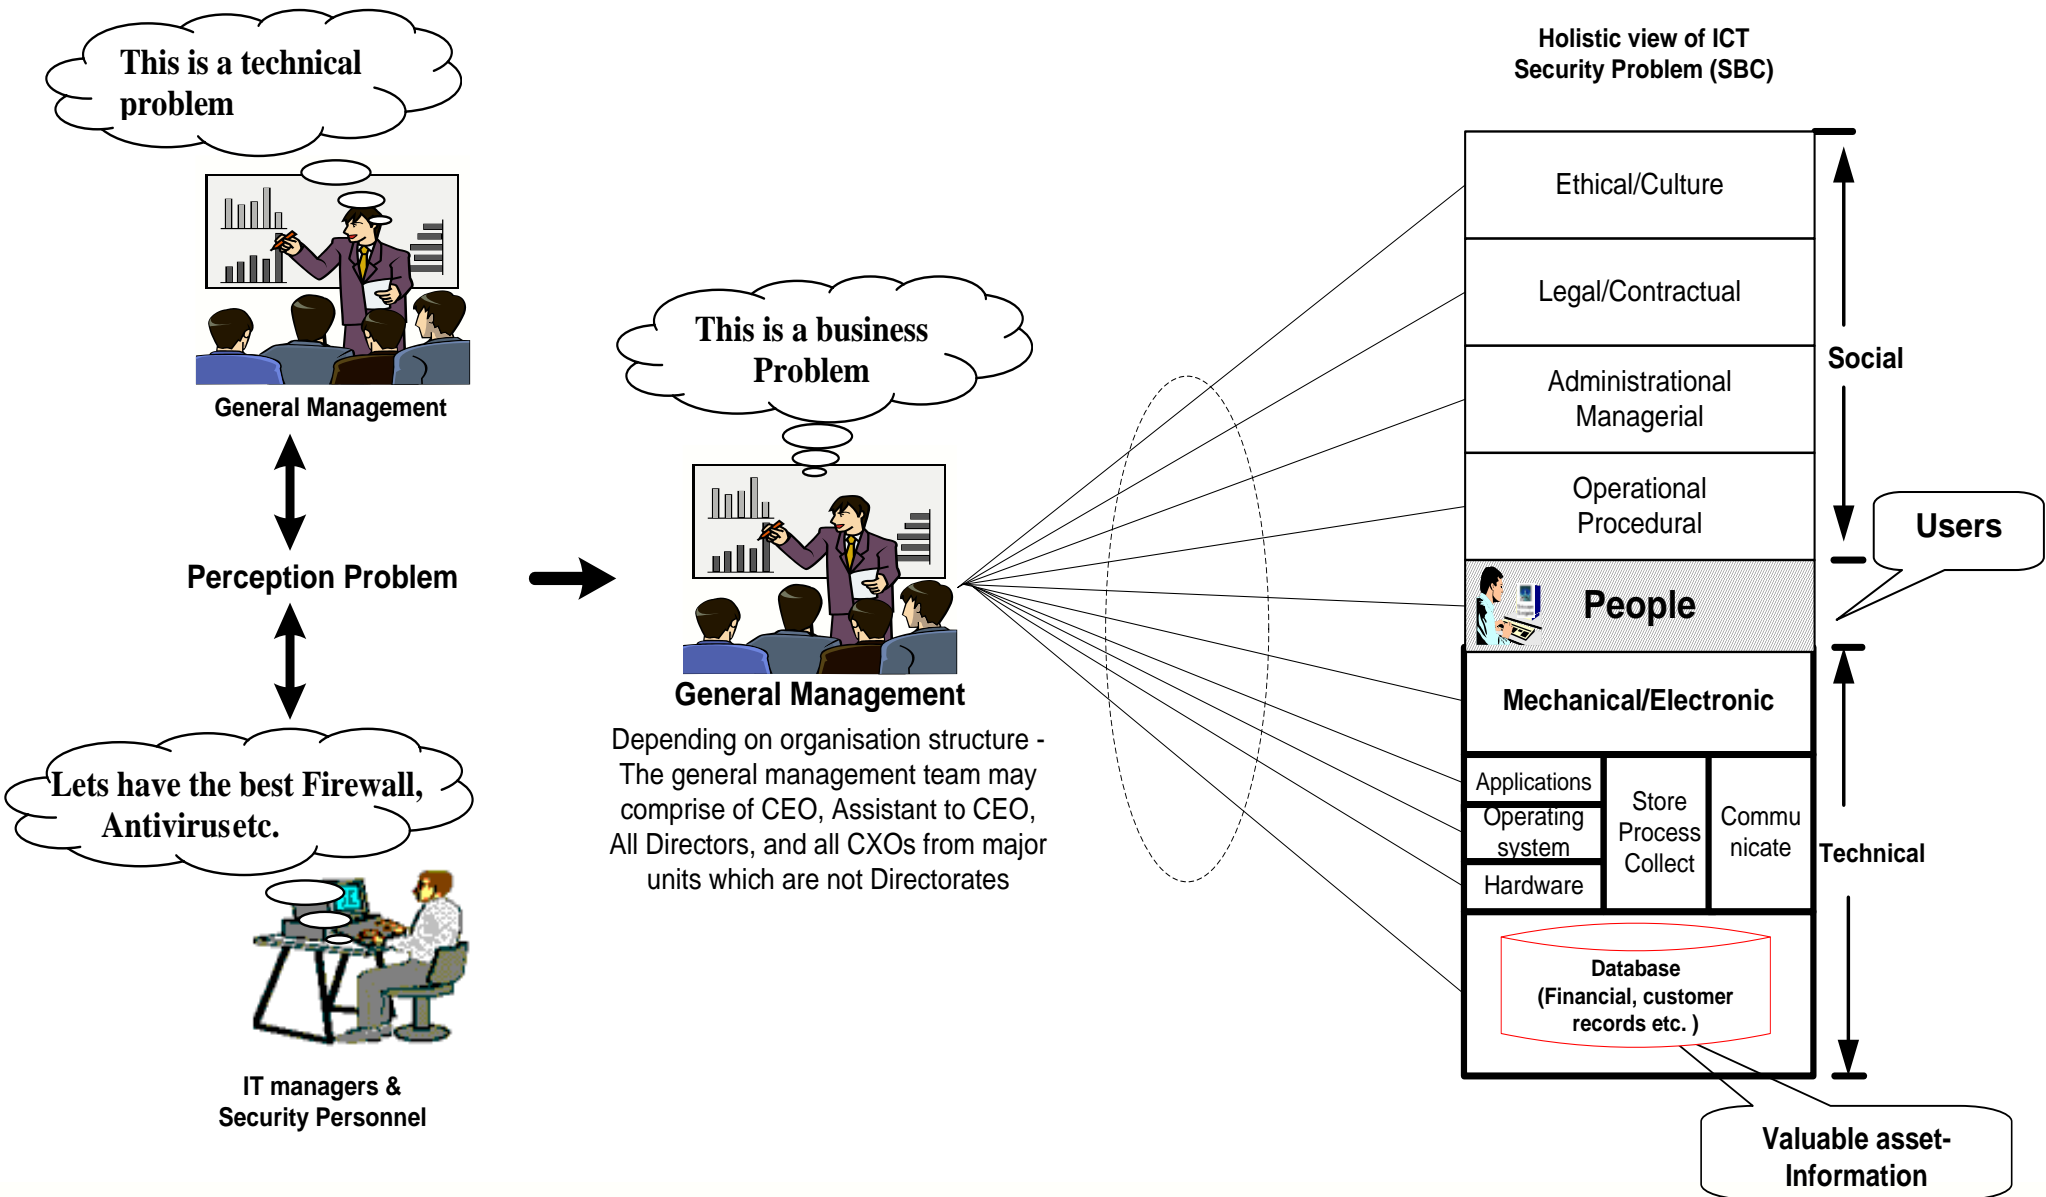 This is a technical
problem
General Management
Perception Problem
Lets have the best Firewall,
Antivirusetc.
IT managers &
Security Personnel
This is a business
Problem
General Management
Depending on organisation structure -
The general management team may
comprise of CEO, Assistant to CEO,
All Directors, and all CXOs from major
units which are not Directorates
Holistic view of ICT
Security Problem (SBC)
Ethical/Culture
Legal/Contractual
Administrational
Managerial
Operational
Procedural
Social
Users
People
Mechanical/Electronic
Applications
Operating
system
Hardware
Store
Process
Collect
Commu
nicate
Technical
Database
(Financial, customer
records etc. )
Valuable asset-
Information